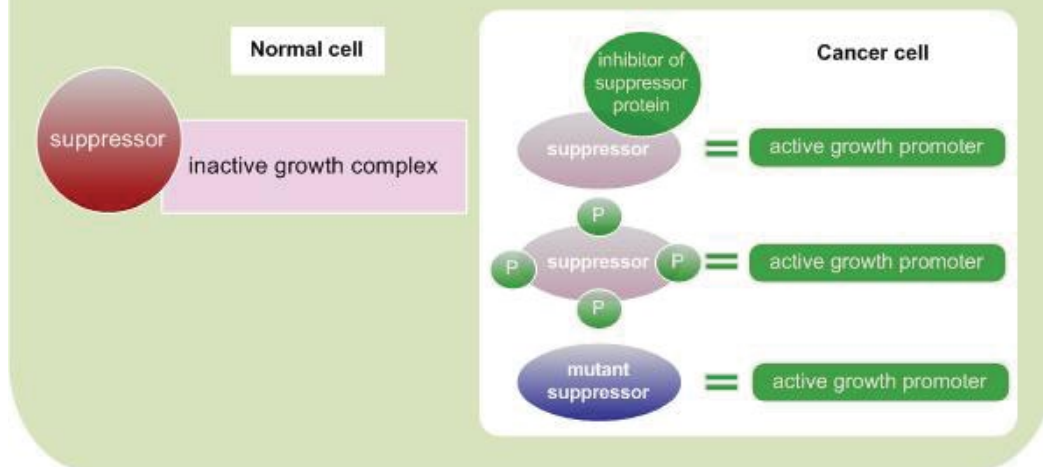 Normal cell
suppressor
inactive growth complex
Cancer cell
inhibitor of
suppressor
protein
suppressor
=
active growth promoter
P
P
suppressor
P
=
active growth promoter
P
mutant
suppressor
=
active growth promoter